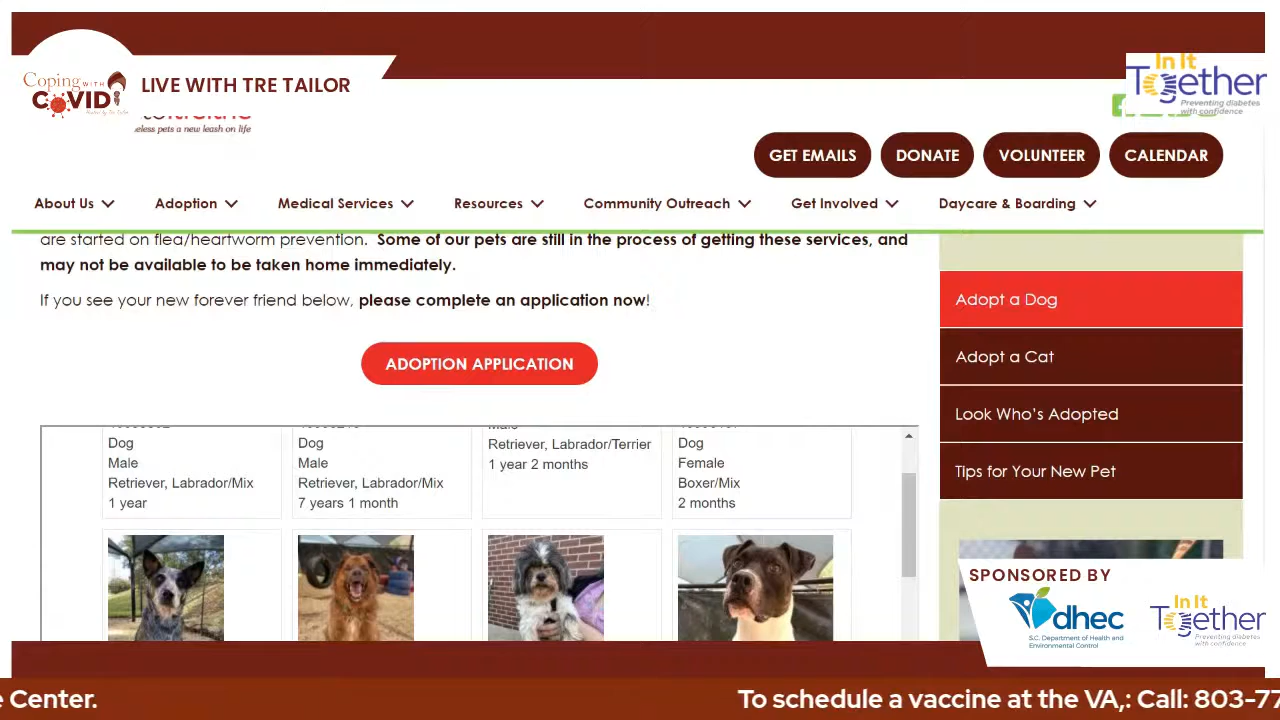 Coping WITH
COVID
LIVE WITH TRE TAILOR
In It
Together
Preventing diabetes
with confidence
pets a new leash on life
GET EMAILS
DONATE
VOLUNTEER
CALENDAR
About Us
Adoption
Medical Services
Resources
Community Outreach
Get Involved
Daycare & Boarding
are started on flea/heartworm prevention. Some of our pets are still in the process of getting these services, and
may not be available to be taken home immediately.
If you see your new forever friend below, please complete an application now!
ADOPTION APPLICATION
Adopt a Dog
Adopt a Cat
Look Who's Adopted
Tips for Your New Pet
Dog
Male
Retriever, Labrador/Mix
1 year
Dog
Male
Retriever, Labrador/Mix
7 years 1 month
Male
Retriever, Labrador/Terrier
1 year 2 months
Dog
Female
Boxer/Mix
2 months
SPONSORED BY
dhec
S.C. Department of Health and
Environmental Control
In It
Together
Preventing diabetes
with confidence
Center.
To schedule a vaccine at the VA,: Call: 803-77